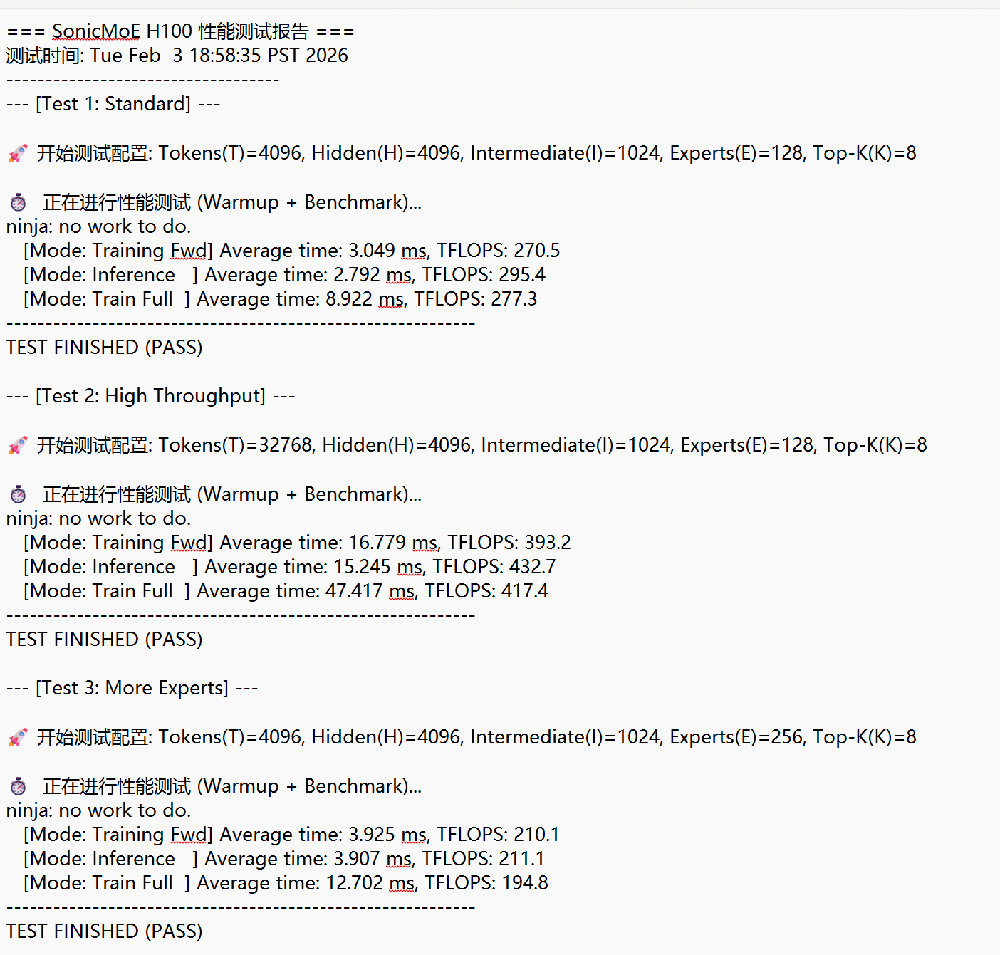 === SonicMoE H100 性能测试报告 ===
测试时间: Tue Feb  3 18:58:35 PST 2026
-----------------------------------
--- [Test 1: Standard] ---
🚀 开始测试配置: Tokens(T)=4096, Hidden(H)=4096, Intermediate(I)=1024, Experts(E)=128, Top-K(K)=8
⏱️ 正在进行性能测试 (Warmup + Benchmark)...
ninja: no work to do.
[Mode: Training Fwd] Average time: 3.049 ms, TFLOPS: 270.5
[Mode: Inference   ] Average time: 2.792 ms, TFLOPS: 295.4
[Mode: Train Full  ] Average time: 8.922 ms, TFLOPS: 277.3
------------------------------------------------------------
TEST FINISHED (PASS)
--- [Test 2: High Throughput] ---
🚀 开始测试配置: Tokens(T)=32768, Hidden(H)=4096, Intermediate(I)=1024, Experts(E)=128, Top-K(K)=8
⏱️ 正在进行性能测试 (Warmup + Benchmark)...
ninja: no work to do.
[Mode: Training Fwd] Average time: 16.779 ms, TFLOPS: 393.2
[Mode: Inference   ] Average time: 15.245 ms, TFLOPS: 432.7
[Mode: Train Full  ] Average time: 47.417 ms, TFLOPS: 417.4
------------------------------------------------------------
TEST FINISHED (PASS)
--- [Test 3: More Experts] ---
🚀 开始测试配置: Tokens(T)=4096, Hidden(H)=4096, Intermediate(I)=1024, Experts(E)=256, Top-K(K)=8
⏱️ 正在进行性能测试 (Warmup + Benchmark)...
ninja: no work to do.
[Mode: Training Fwd] Average time: 3.925 ms, TFLOPS: 210.1
[Mode: Inference   ] Average time: 3.907 ms, TFLOPS: 211.1
[Mode: Train Full  ] Average time: 12.702 ms, TFLOPS: 194.8
------------------------------------------------------------
TEST FINISHED (PASS)